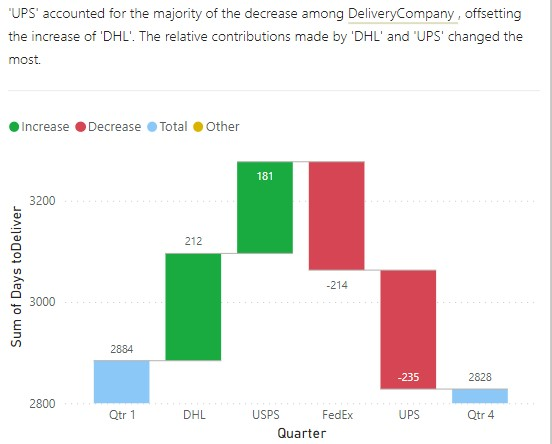 'UPS' accounted for the majority of the decrease among DeliveryCompany , offsetting
the increase of 'DHL'. The relative contributions made by 'DHL' and 'UPS' changed the
most.
Increase Decrease Total Other
Sum of Days toDeliver
3200
3000
2800
2884
212
181
-214
-235
2828
Qtr 1 DHL USPS FedEx UPS Qtr 4
Quarter